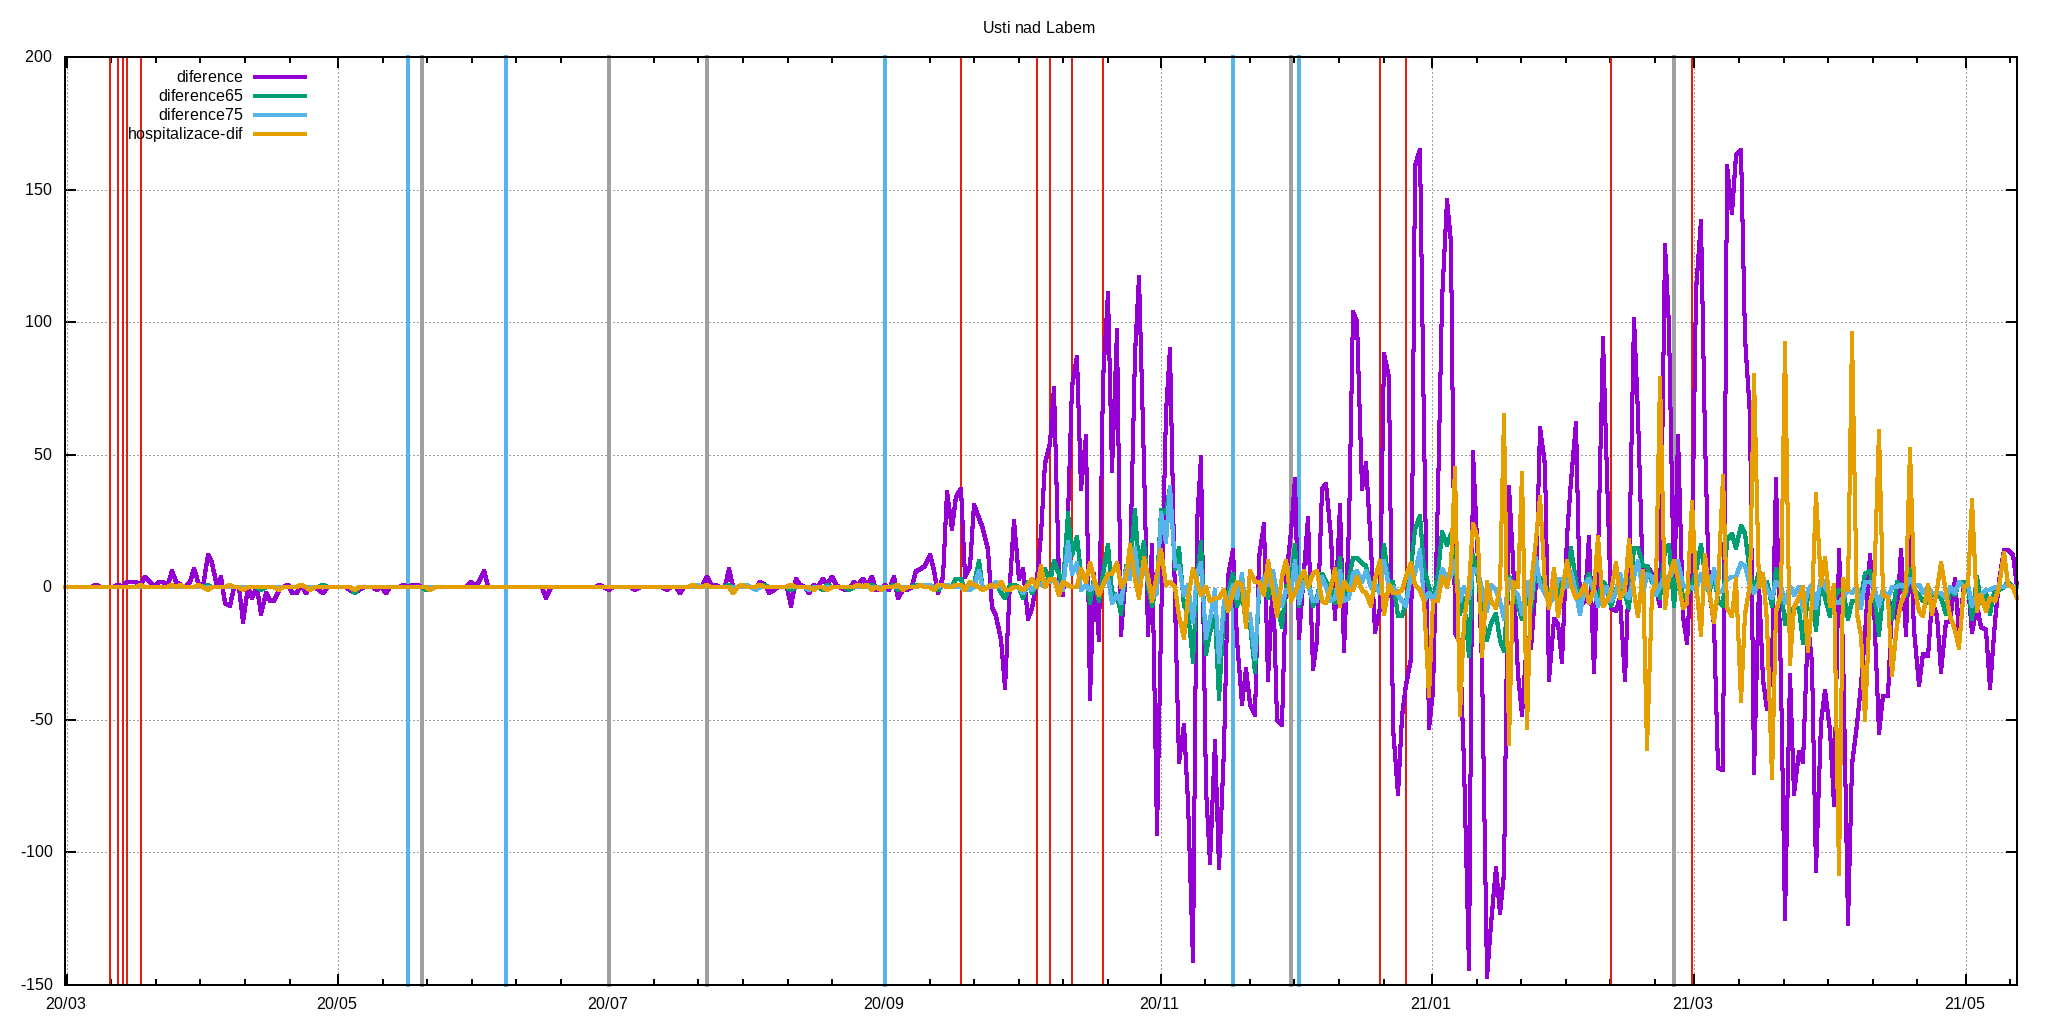 Usti nad Labem
200
150
100
50
0
-50
-100
-150
diference
diference65
diference75
hospitalizace-dif
20/03 20/05 20/07 20/09 20/11 21/01 21/03 21/05